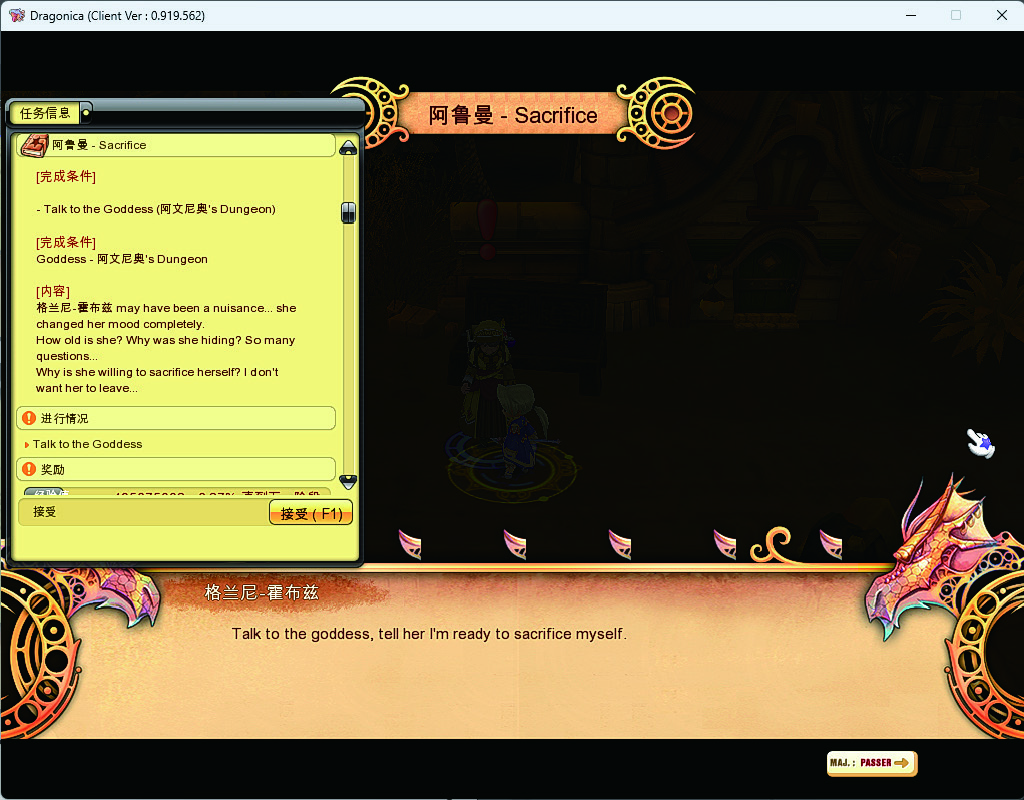 Dragonica (Client Ver : 0.919.562)
阿鲁曼 - Sacrifice
任务信息
阿鲁曼 - Sacrifice
[完成条件]
- Talk to the Goddess (阿文尼奥's Dungeon)
[完成条件]
Goddess - 阿文尼奥's Dungeon
[内容]
格兰尼-霍布兹 may have been a nuisance... she
changed her mood completely.
How old is she? Why was she hiding? So many
questions...
Why is she willing to sacrifice herself? I don't
want her to leave...
进行情况
Talk to the Goddess
奖励
接受
接受 ( F1)
格兰尼-霍布兹
Talk to the goddess, tell her I'm ready to sacrifice myself.
MAJ. : PASSER